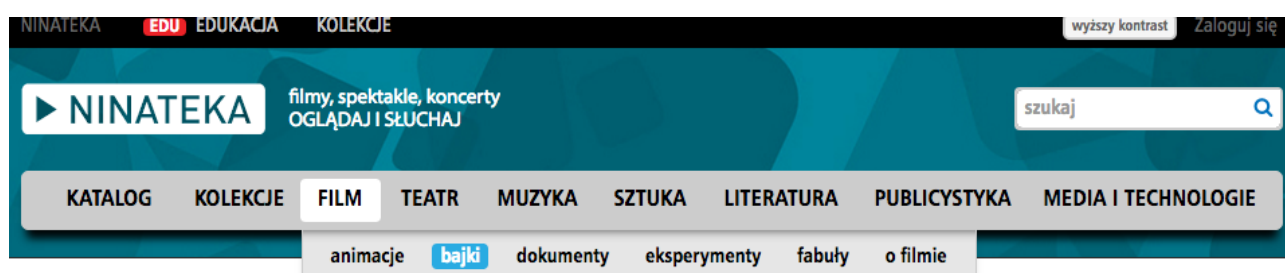 NINATEKA EDU EDUKACJA KOLEKCJE wyższy kontrast Zaloguj się
NINATEKA
filmy, spektakle, koncerty
OGLĄDAJ I SŁUCHAJ
szukaj
KATALOG KOLEKCJE FILM TEATR MUZYKA SZTUKA LITERATURA PUBLICYSTYKA MEDIA I TECHNOLOGIE
animacje bajki dokumenty eksperymenty fabuły o filmie